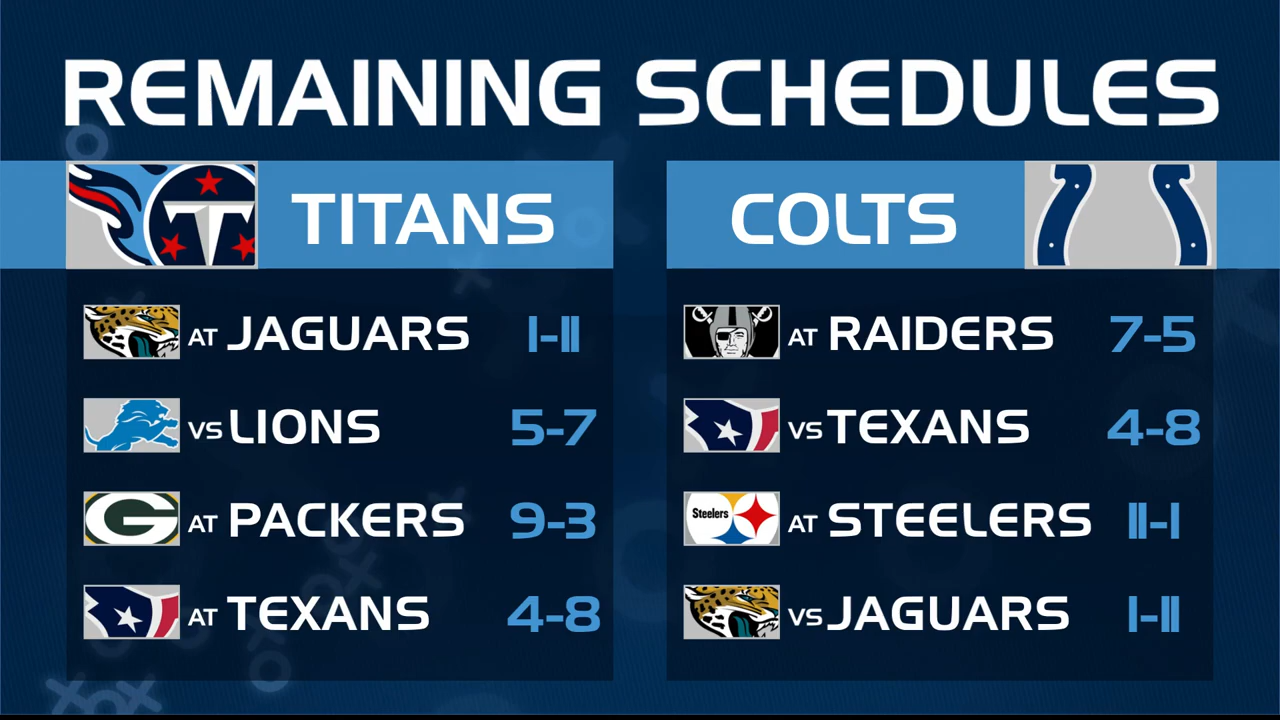 REMAINING SCHEDULES
TITANS
AT JAGUARS 1-11
VS LIONS 5-7
AT PACKERS 9-3
AT TEXANS 4-8
COLTS
AT RAIDERS 7-5
VS TEXANS 4-8
Steelers AT STEELERS 11-1
VS JAGUARS 1-11